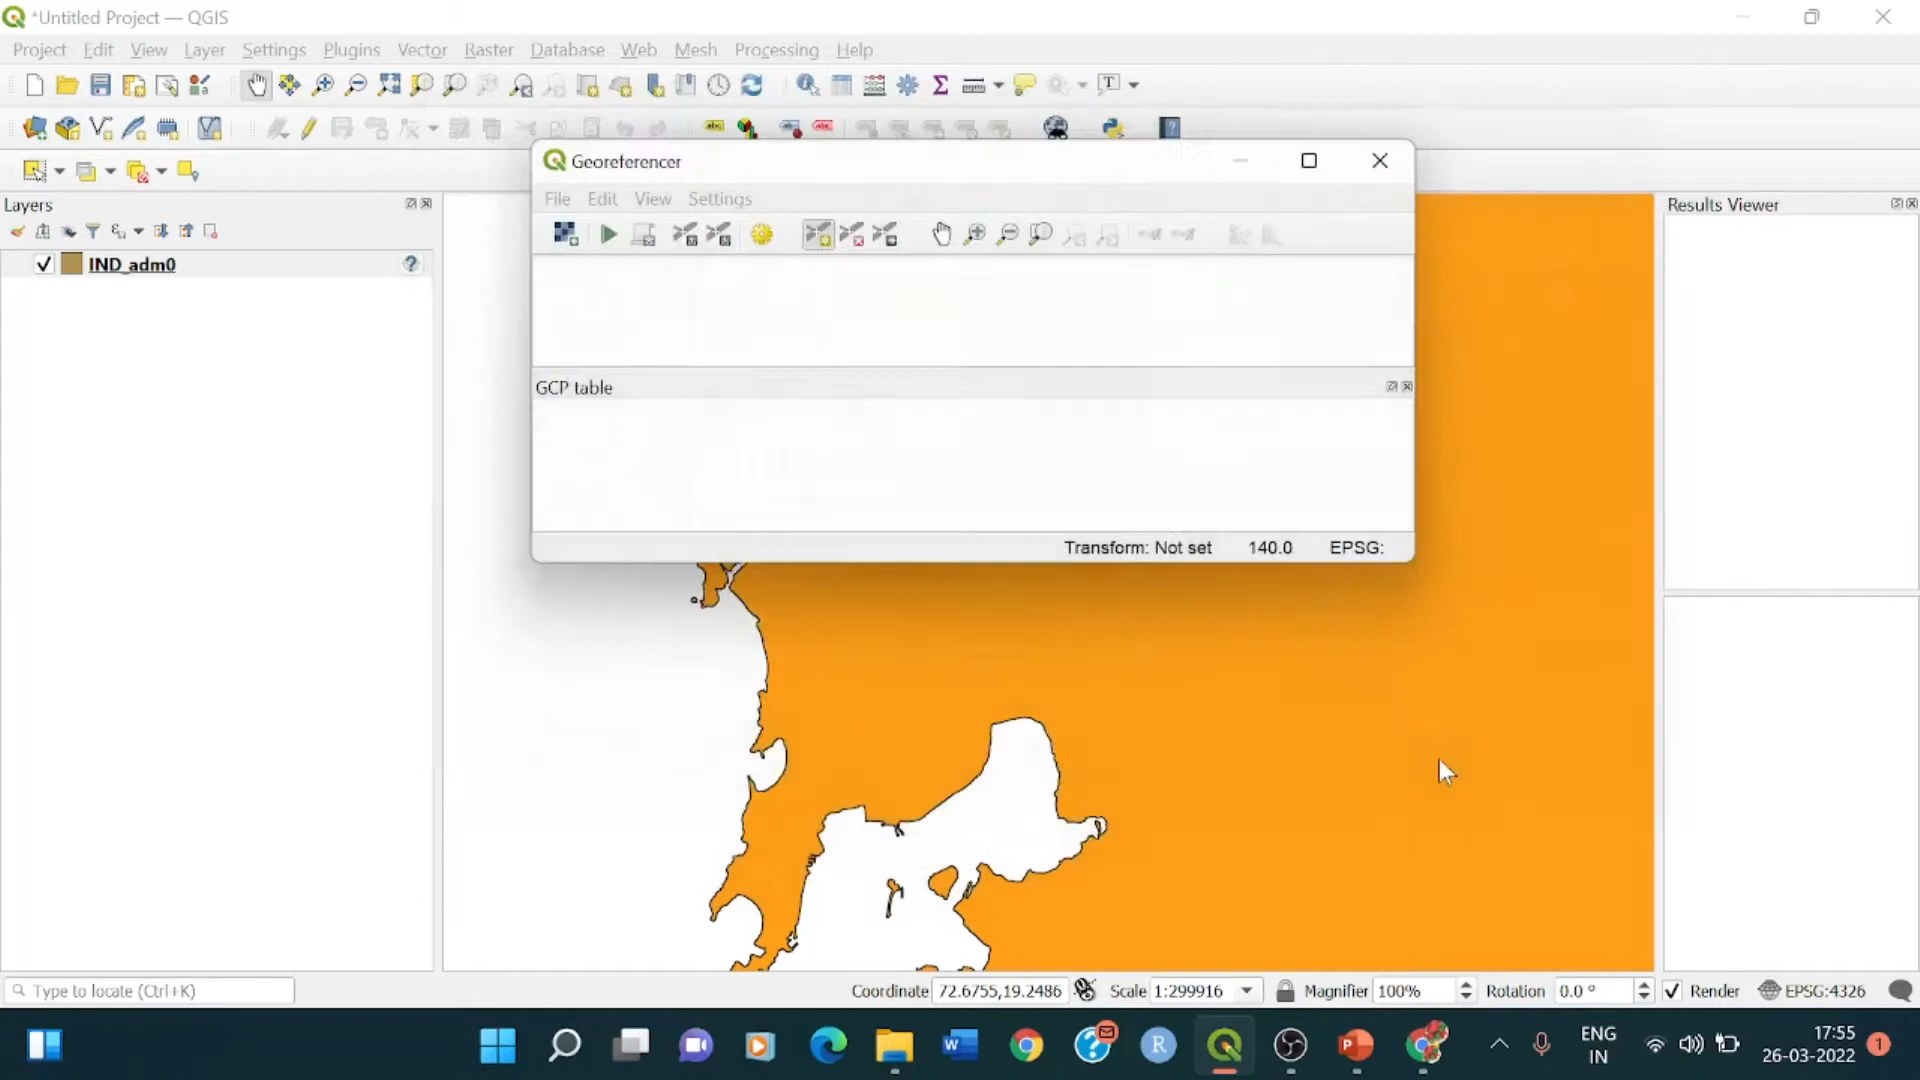 *Untitled Project — QGIS
Project Edit View Layer Settings Plugins Vector Raster Database Web Mesh Processing Help
Georeferencer
File Edit View Settings
Layers
IND_adm0
GCP table
Transform: Not set 140.0 EPSG:
Results Viewer
Type to locate (Ctrl+K)
Coordinate 72.6755,19.2486 Scale 1:299916 Magnifier 100% Rotation 0.0 ° Render EPSG:4326
ENG
IN
17:55
26-03-2022
1